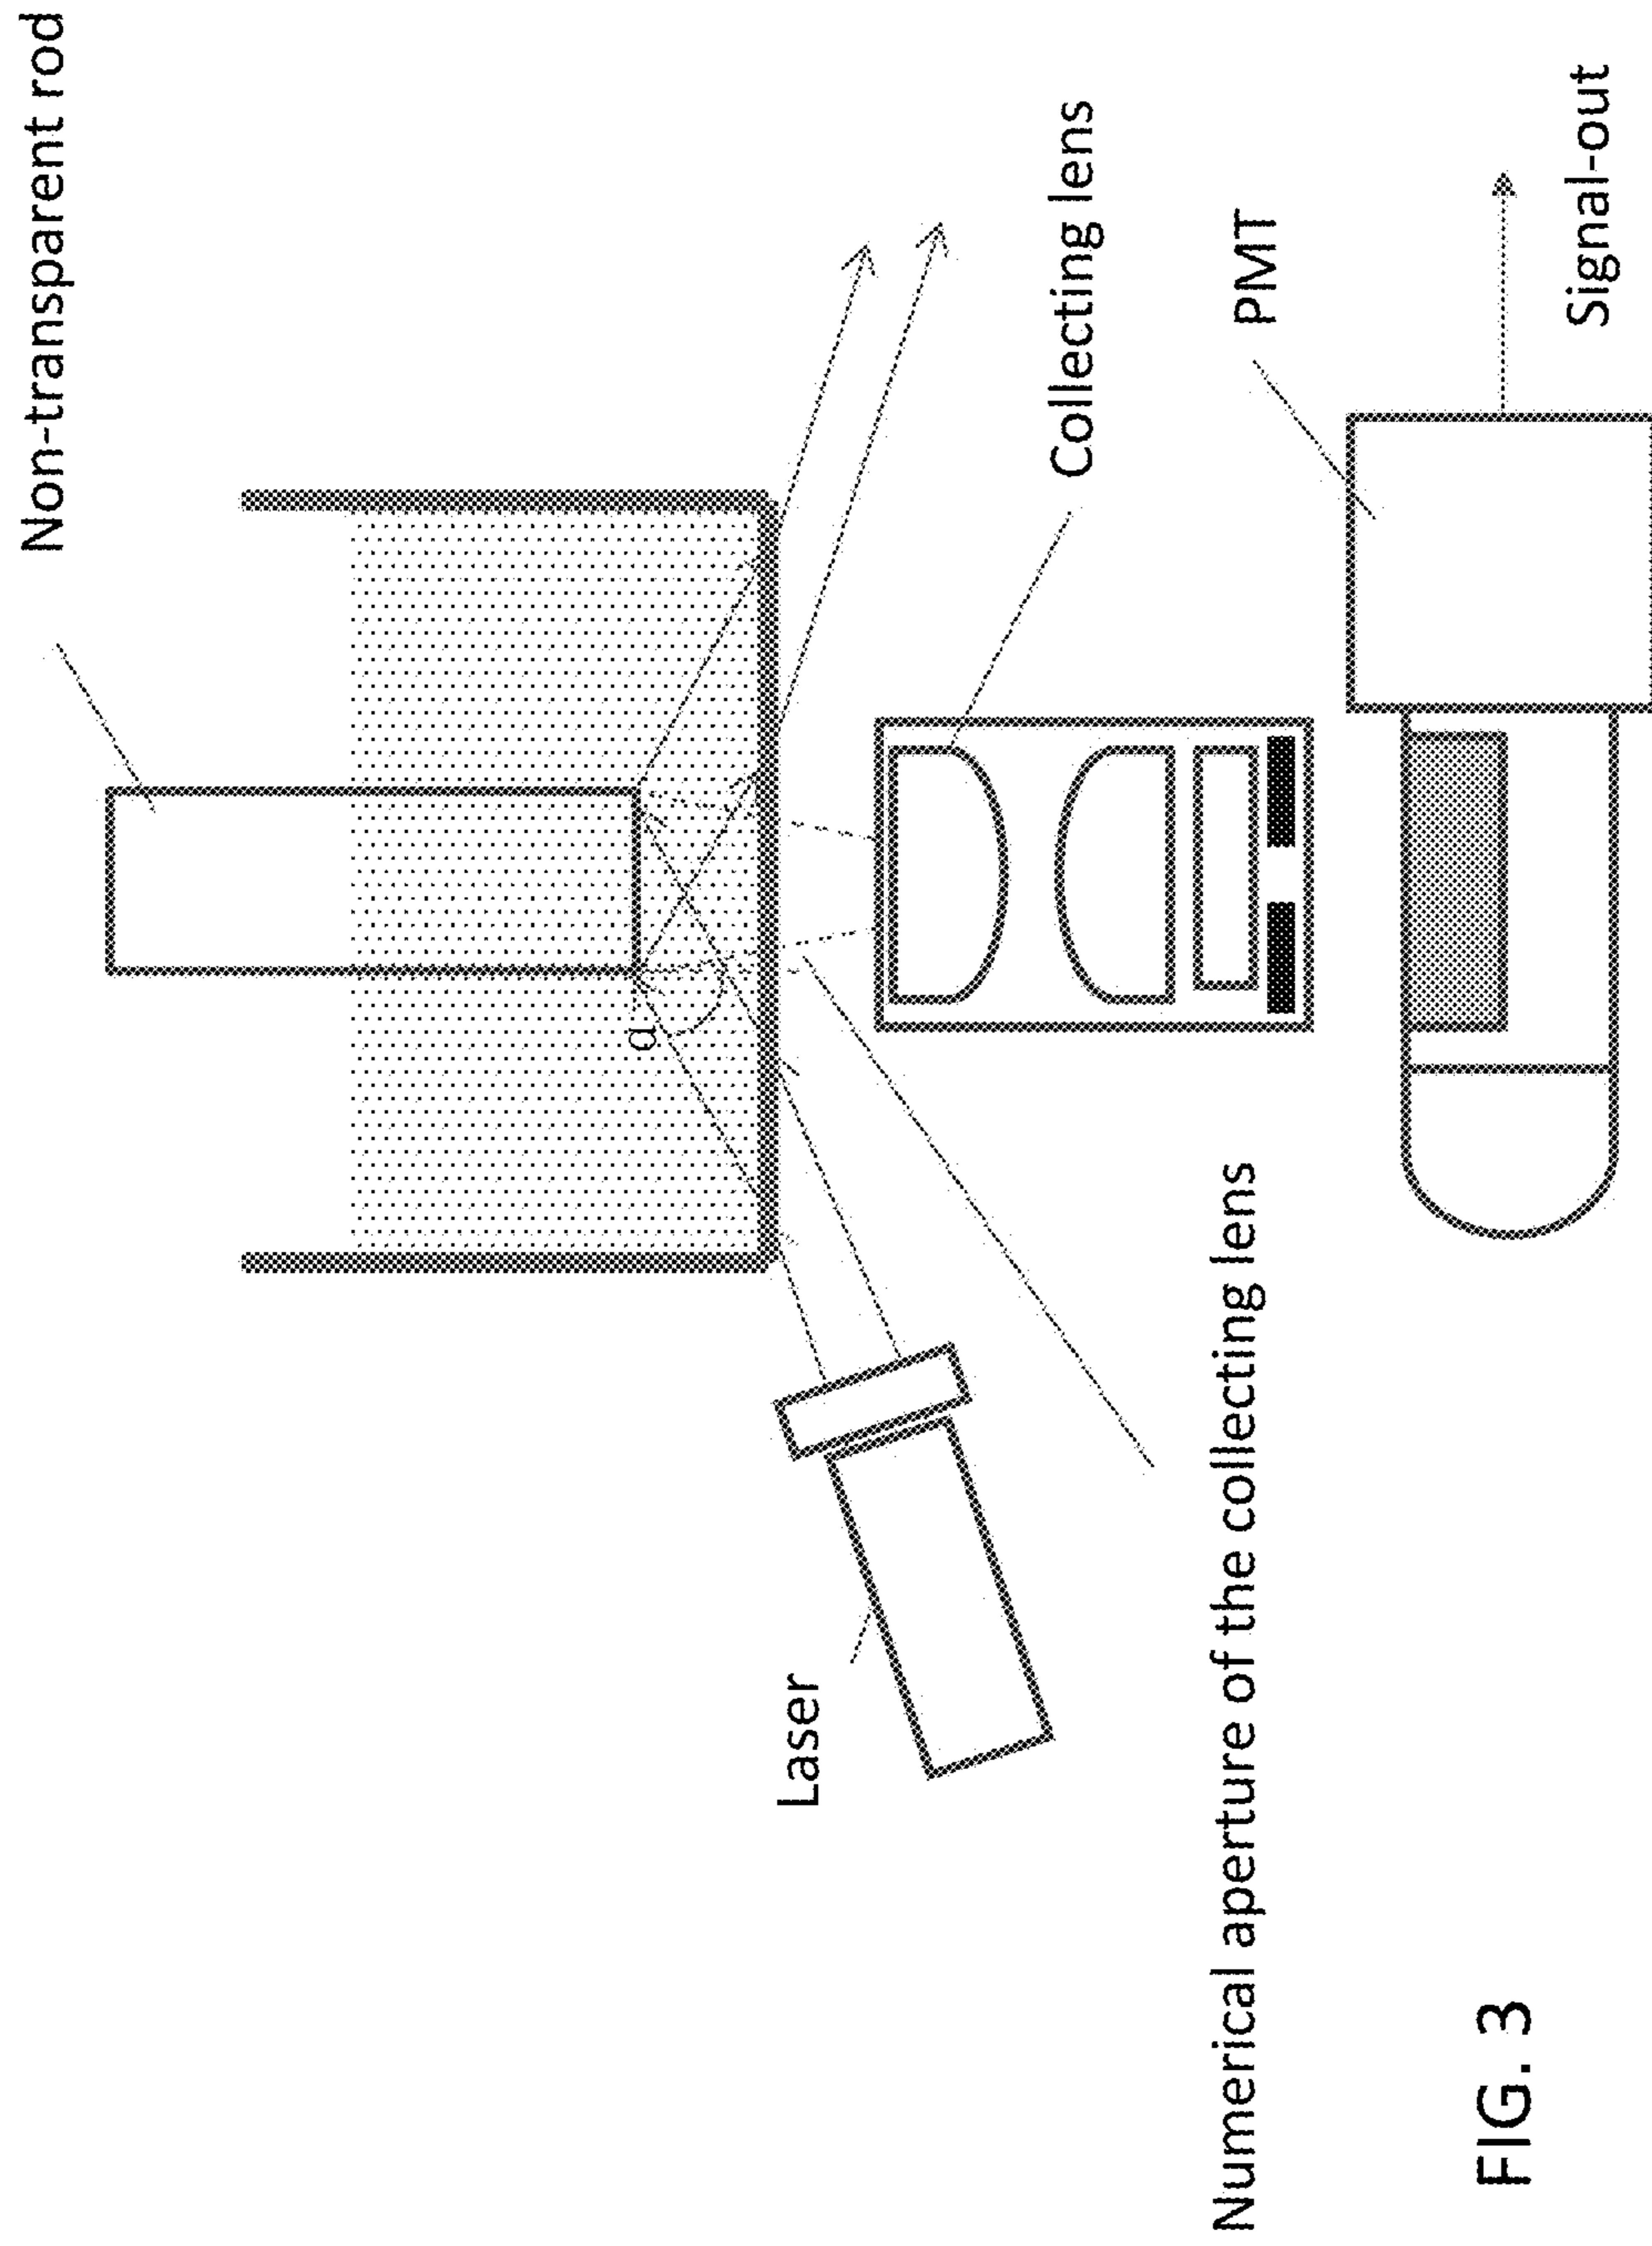 Non-transparent rod
α
Laser
Numerical aperture of the collecting lens
Collecting lens
PMT
Signal-out
FIG. 3